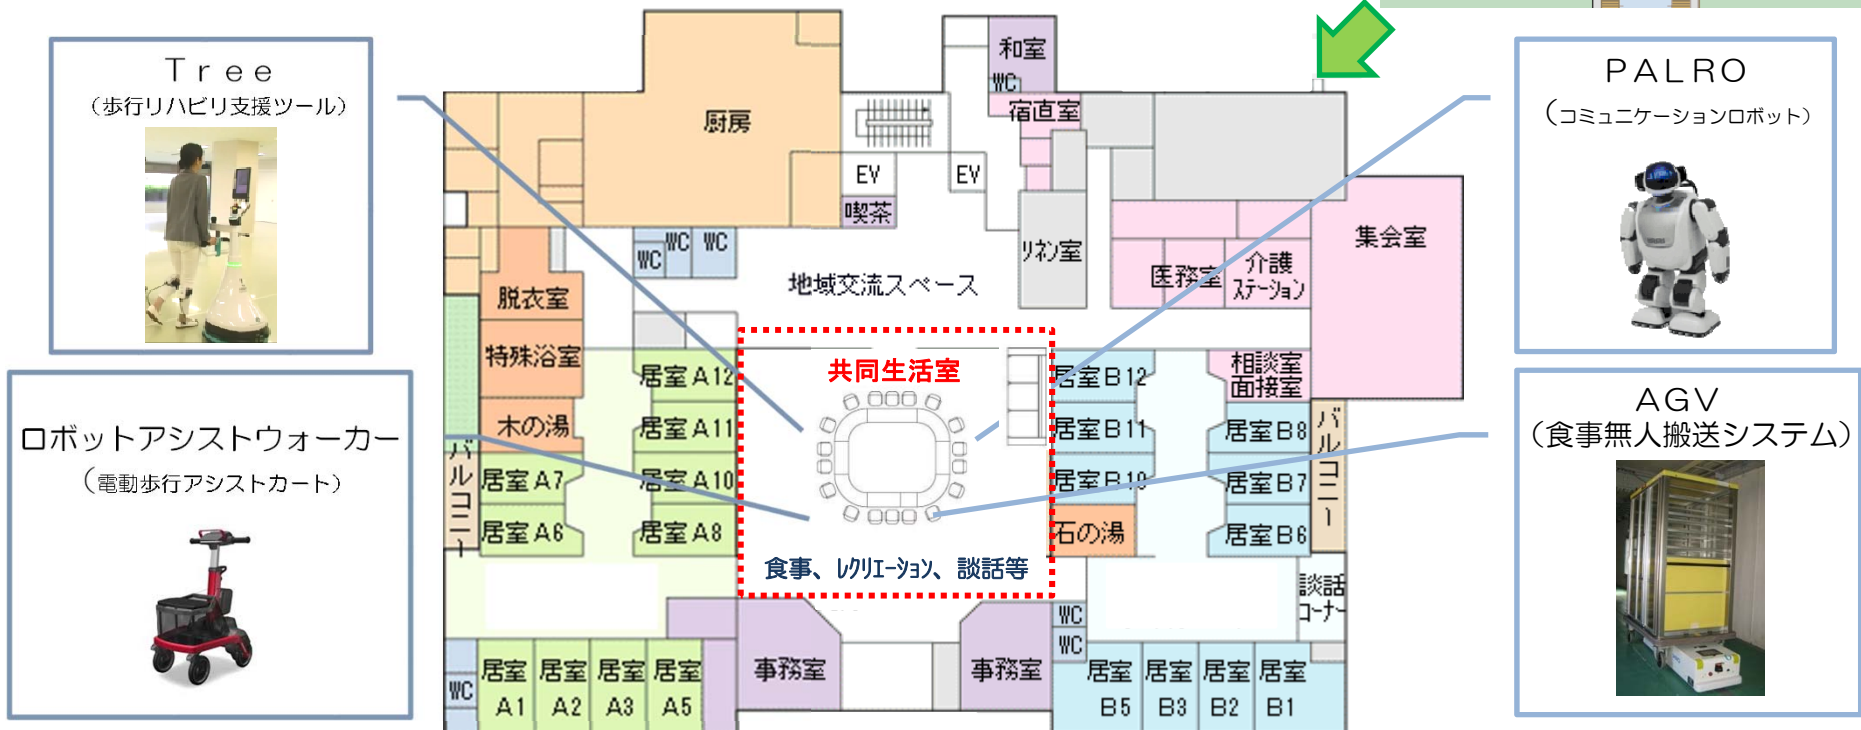 Ｔｒｅｅ
（歩行リハビリ支援ツール）
ロボットアシストウォーカー
（電動歩行アシストカート）
和室
WC
宿直室
厨房
EV
EV
喫茶
WC
WC
WC
リネン室
地域交流スペース
医務室
介護
ステーション
集会室
脱衣室
特殊浴室
木の湯
バルコニー
居室A7
居室A6
居室A12
居室A11
居室A10
居室A8
共同生活室
食事、レクリエーション、談話等
居室B12
居室B11
居室B10
石の湯
相談室
面接室
居室B8
居室B7
居室B6
バルコニー
談話
コーナー
WC
WC
WC
居室
A1
居室
A2
居室
A3
居室
A5
事務室
事務室
居室
B5
居室
B3
居室
B2
居室
B1
ＰＡＬＲＯ
（コミュニケーションロボット）
ＡＧＶ
（食事無人搬送システム）